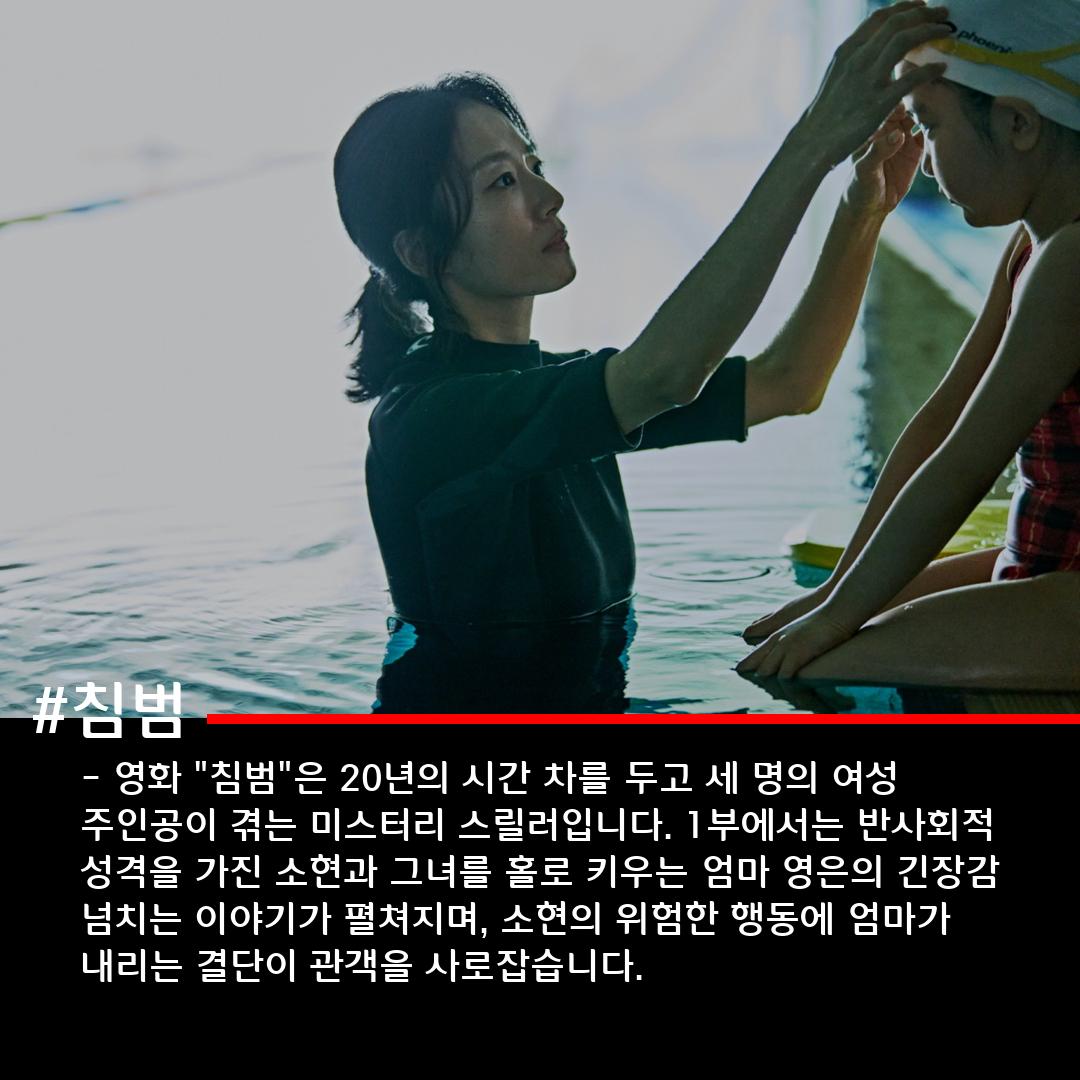 phoenix
#침범
- 영화 "침범"은 20년의 시간 차를 두고 세 명의 여성
주인공이 겪는 미스터리 스릴러입니다. 1부에서는 반사회적
성격을 가진 소현과 그녀를 홀로 키우는 엄마 영은의 긴장감
넘치는 이야기가 펼쳐지며, 소현의 위험한 행동에 엄마가
내리는 결단이 관객을 사로잡습니다.